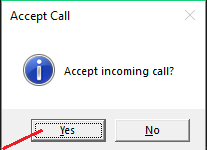 Accept Call
Accept incoming call?
Yes
No